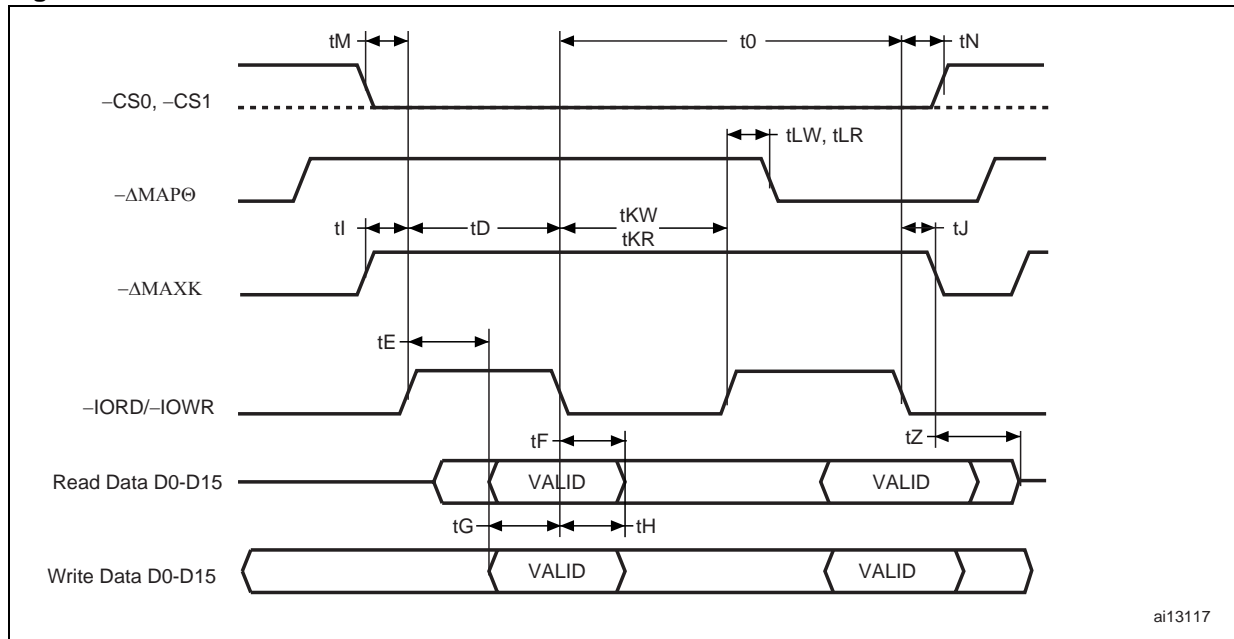 tM
t0
tN
–CS0, –CS1
tLW, tLR
–ΔMAPΘ
tI
tD
tKW
tKR
tJ
–ΔMAXK
tE
–IORD/–IOWR
tF
tZ
Read Data D0-D15
VALID
VALID
tG
tH
Write Data D0-D15
VALID
VALID
ai13117